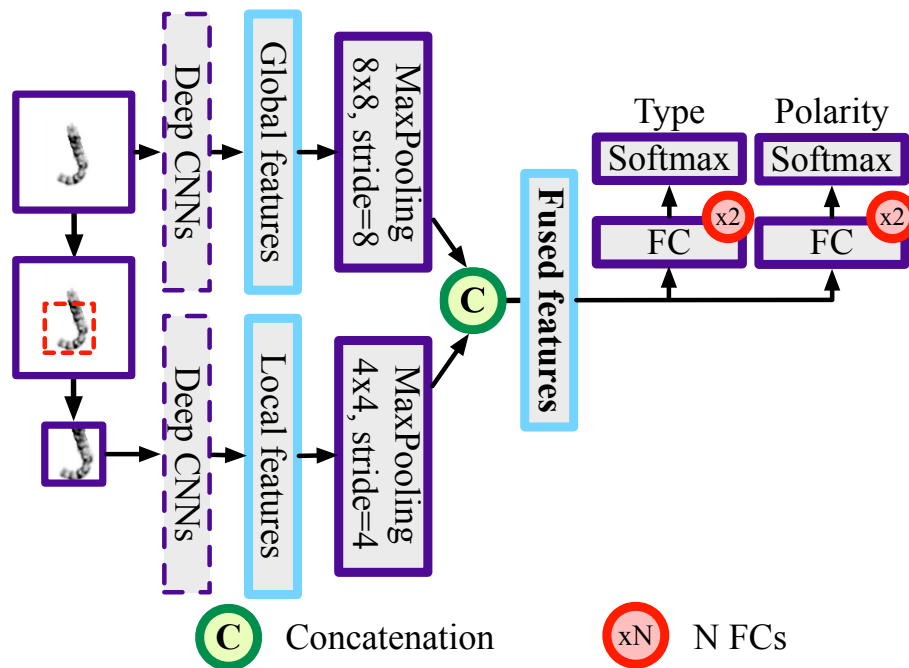 Deep CNNs
Global features
MaxPooling
8x8, stride=8
Deep CNNs
Local features
MaxPooling
4x4, stride=4
C
Fused features
Type
Softmax
FC
x2
Polarity
Softmax
FC
x2
C
Concatenation
xN
N FCs